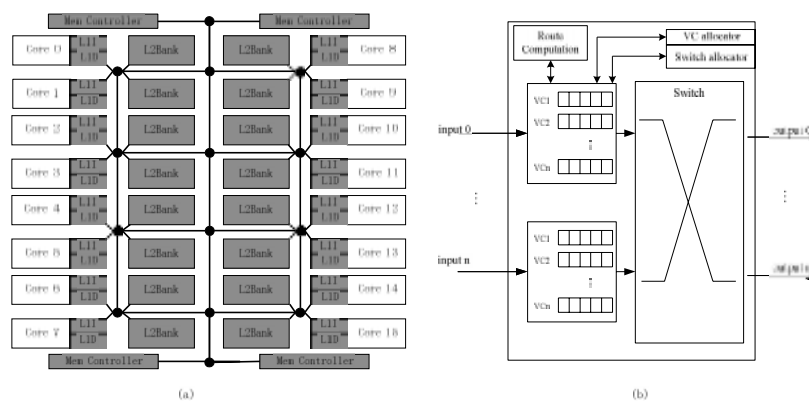 Mem Controller Mem Controller
Core 0 L1I L1D L2Bank L2Bank L1I L1D Core 8
Core 1 L1I L1D L2Bank L2Bank L1I L1D Core 9
Core 2 L1I L1D L2Bank L2Bank L1I L1D Core 10
Core 3 L1I L1D L2Bank L2Bank L1I L1D Core 11
Core 4 L1I L1D L2Bank L2Bank L1I L1D Core 12
Core 5 L1I L1D L2Bank L2Bank L1I L1D Core 13
Core 6 L1I L1D L2Bank L2Bank L1I L1D Core 14
Core 7 L1I L1D L2Bank L2Bank L1I L1D Core 15
Mem Controller Mem Controller
(a)
Route
Computation
VC allocator
Switch allocator
Switch
VC1
VC2
⋮
VCn
input 0
output 0
⋮
⋮
VC1
VC2
⋮
VCn
input n
output n
(b)